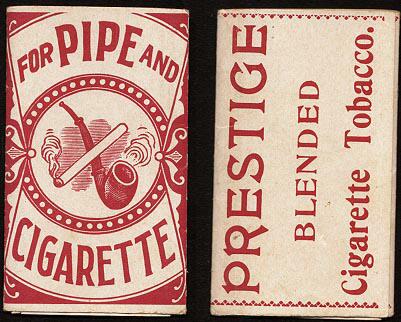 FOR PIPE AND
CIGARETTE
PRESTIGE
BLENDED
Cigarette Tobacco.